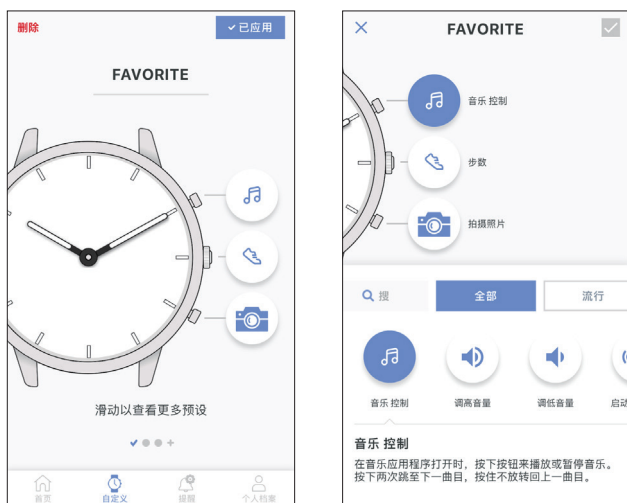 删除
已应用
FAVORITE
滑动以查看更多预设
首页
自定义
提醒
个人档案
FAVORITE
音乐 控制
步数
拍摄照片
搜
全部
流行
音乐 控制
调高音量
调低音量
启动
音乐 控制
在音乐应用程序打开时，按下按钮来播放或暂停音乐。
按下两次跳至下一曲目，按住不放转回上一曲目。